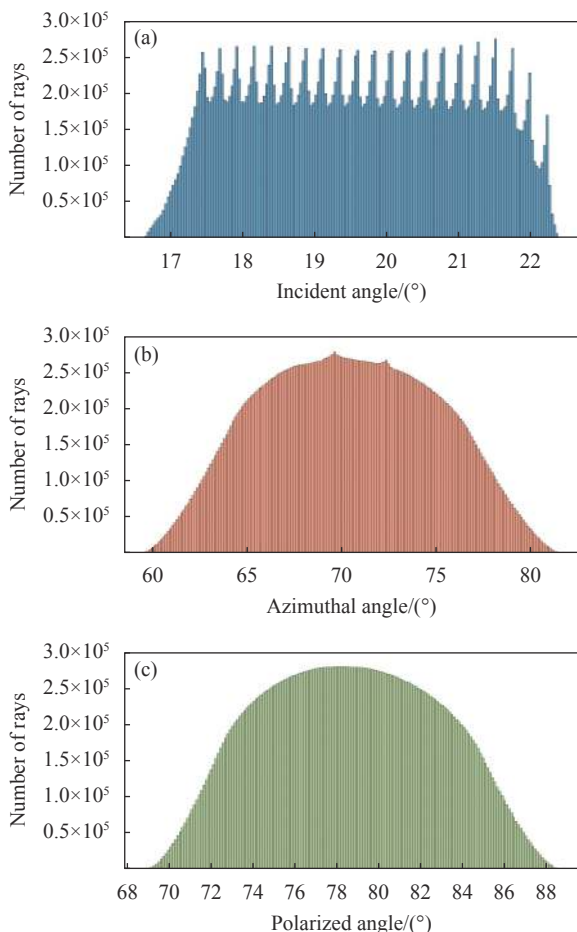 (a)
Number of rays
3.0×10⁵
2.5×10⁵
2.0×10⁵
1.5×10⁵
1.0×10⁵
0.5×10⁵
17 18 19 20 21 22
Incident angle/(°)
(b)
Number of rays
3.0×10⁵
2.5×10⁵
2.0×10⁵
1.5×10⁵
1.0×10⁵
0.5×10⁵
60 65 70 75 80
Azimuthal angle/(°)
(c)
Number of rays
3.0×10⁵
2.5×10⁵
2.0×10⁵
1.5×10⁵
1.0×10⁵
0.5×10⁵
68 70 72 74 76 78 80 82 84 86 88
Polarized angle/(°)